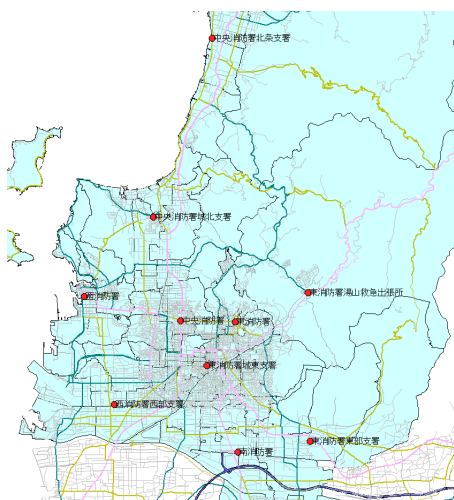 中央消防署北条支署
中央消防署城北支署
東消防署湯山救急出張所
西消防署
中央消防署
東消防署
東消防署城東支署
西消防署西部支署
東消防署東部支署
南消防署